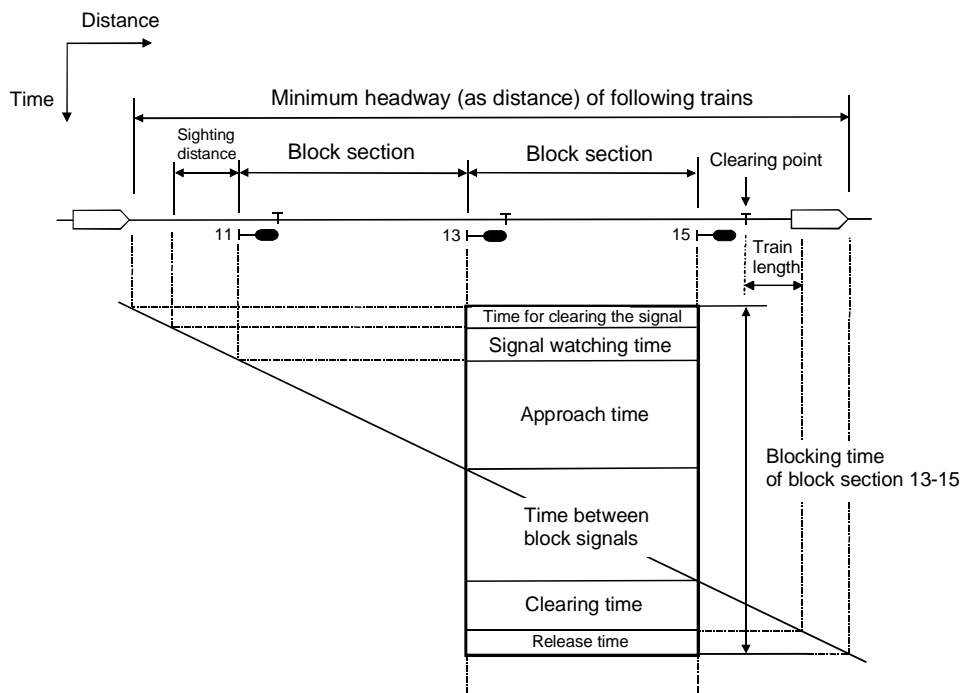 Distance
Time
Minimum headway (as distance) of following trains
Sighting
distance
Block section
Block section
Clearing point
11
13
15
Train
length
Time for clearing the signal
Signal watching time
Approach time
Blocking time
of block section 13-15
Time between
block signals
Clearing time
Release time